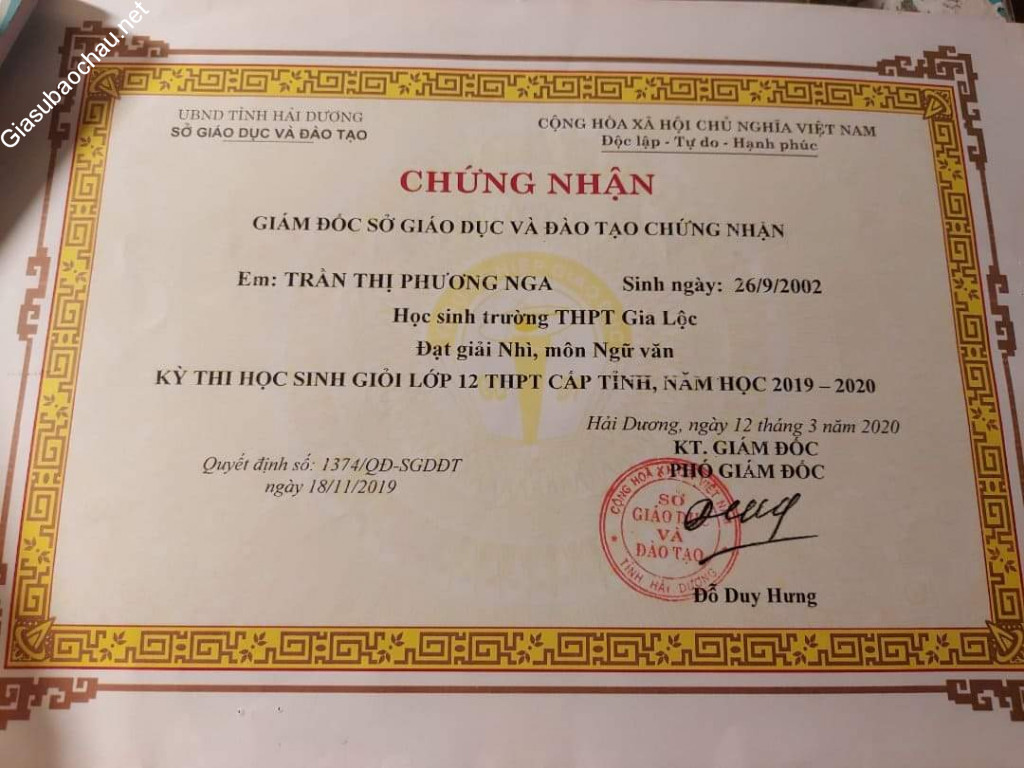 Giasubaochau.net
UBND TỈNH HẢI DƯƠNG
SỞ GIÁO DỤC VÀ ĐÀO TẠO
CỘNG HÒA XÃ HỘI CHỦ NGHĨA VIỆT NAM
Độc lập - Tự do - Hạnh phúc
CHỨNG NHẬN
GIÁM ĐỐC SỞ GIÁO DỤC VÀ ĐÀO TẠO CHỨNG NHẬN
Em: TRẦN THỊ PHƯƠNG NGA Sinh ngày: 26/9/2002
Học sinh trường THPT Gia Lộc
Đạt giải Nhì, môn Ngữ văn
KỲ THI HỌC SINH GIỎI LỚP 12 THPT CẤP TỈNH, NĂM HỌC 2019 – 2020
Hải Dương, ngày 12 tháng 3 năm 2020
KT. GIÁM ĐỐC
PHÓ GIÁM ĐỐC
Quyết định số: 1374/QĐ-SGDĐT
ngày 18/11/2019
SỞ
GIÁO DỤC
VÀ
ĐÀO TẠO
TỈNH HẢI DƯƠNG
Đỗ Duy Hưng